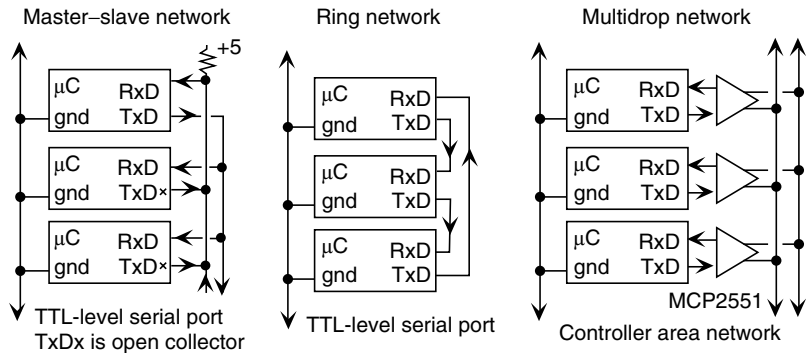 Master–slave network
+5
μC
RxD
gnd
TxD
μC
RxD
gnd
TxD×
μC
RxD
gnd
TxD×
TTL-level serial port
TxDx is open collector
Ring network
μC
RxD
gnd
TxD
μC
RxD
gnd
TxD
μC
RxD
gnd
TxD
TTL-level serial port
Multidrop network
μC
RxD
gnd
TxD
μC
RxD
gnd
TxD
μC
RxD
gnd
TxD
MCP2551
Controller area network